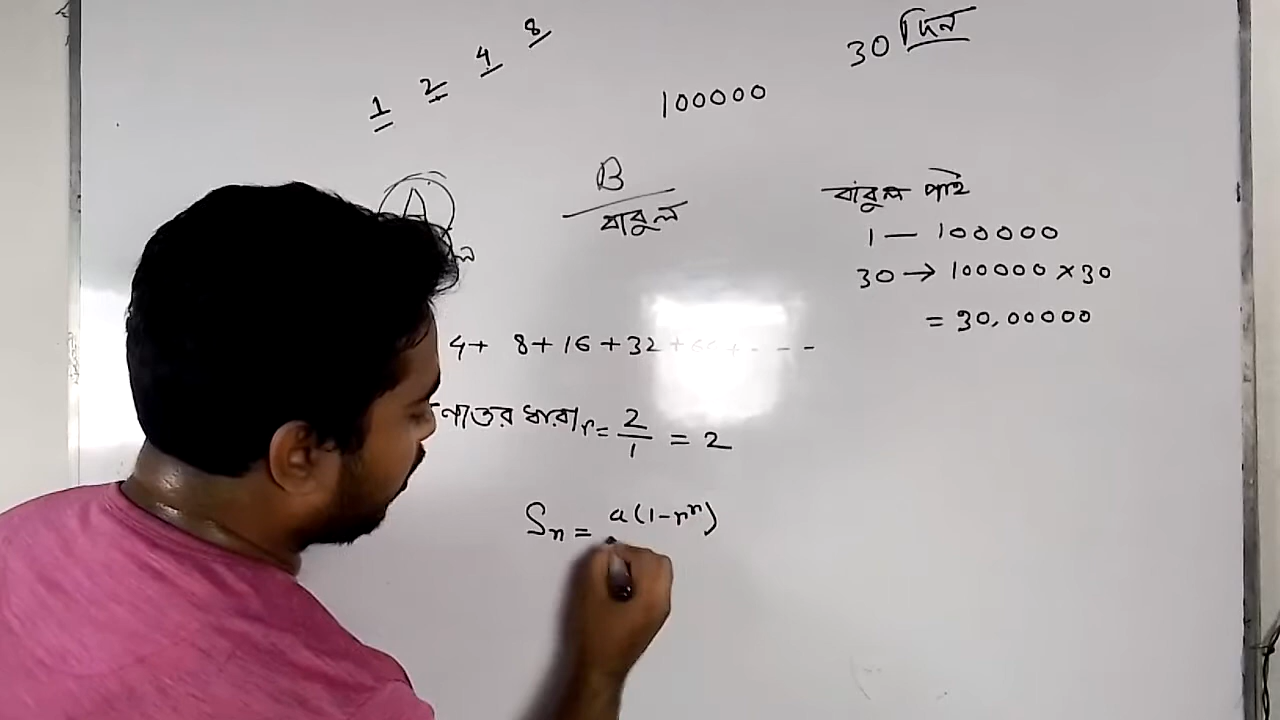 1 2 4 8
30 দিন
100000
A
B
বাবুল
বাবুল পাই
1 — 100000
30 → 100000 × 30
= 30,00000
4 + 8 + 16 + 32 + 64 + - - -
ধারা, r = 2/1 = 2
Sn = a(1-rⁿ)